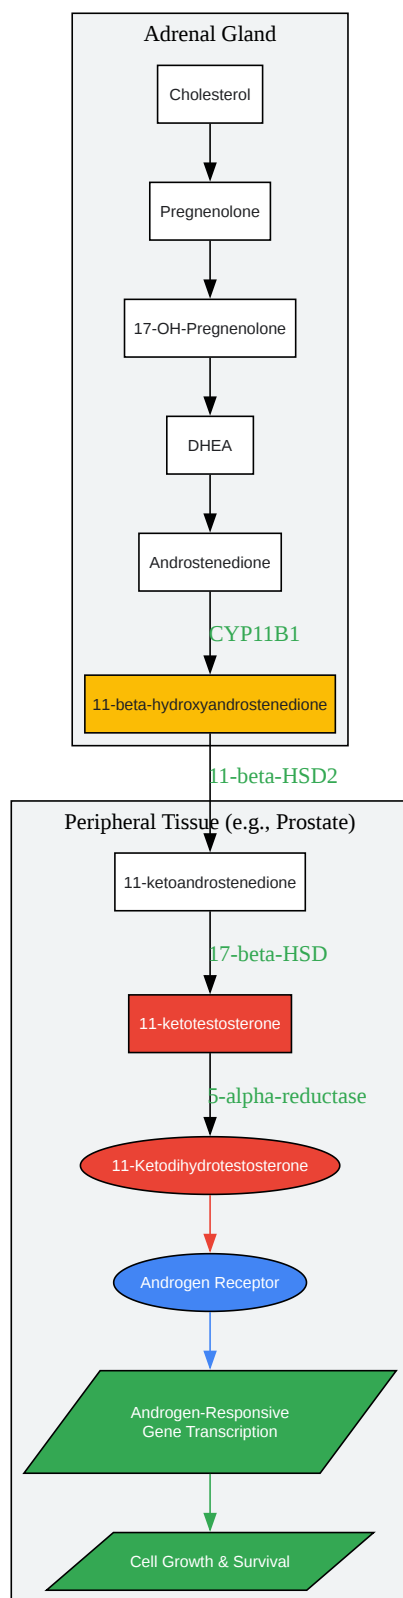 Adrenal Gland
Cholesterol
Pregnenolone
17-OH-Pregnenolone
DHEA
Androstenedione
CYP11B1
11-beta-hydroxyandrostenedione
11-beta-HSD2
Peripheral Tissue (e.g., Prostate)
11-ketoandrostenedione
17-beta-HSD
11-ketotestosterone
5-alpha-reductase
11-Ketodihydrotestosterone
Androgen Receptor
Androgen-Responsive
Gene Transcription
Cell Growth & Survival